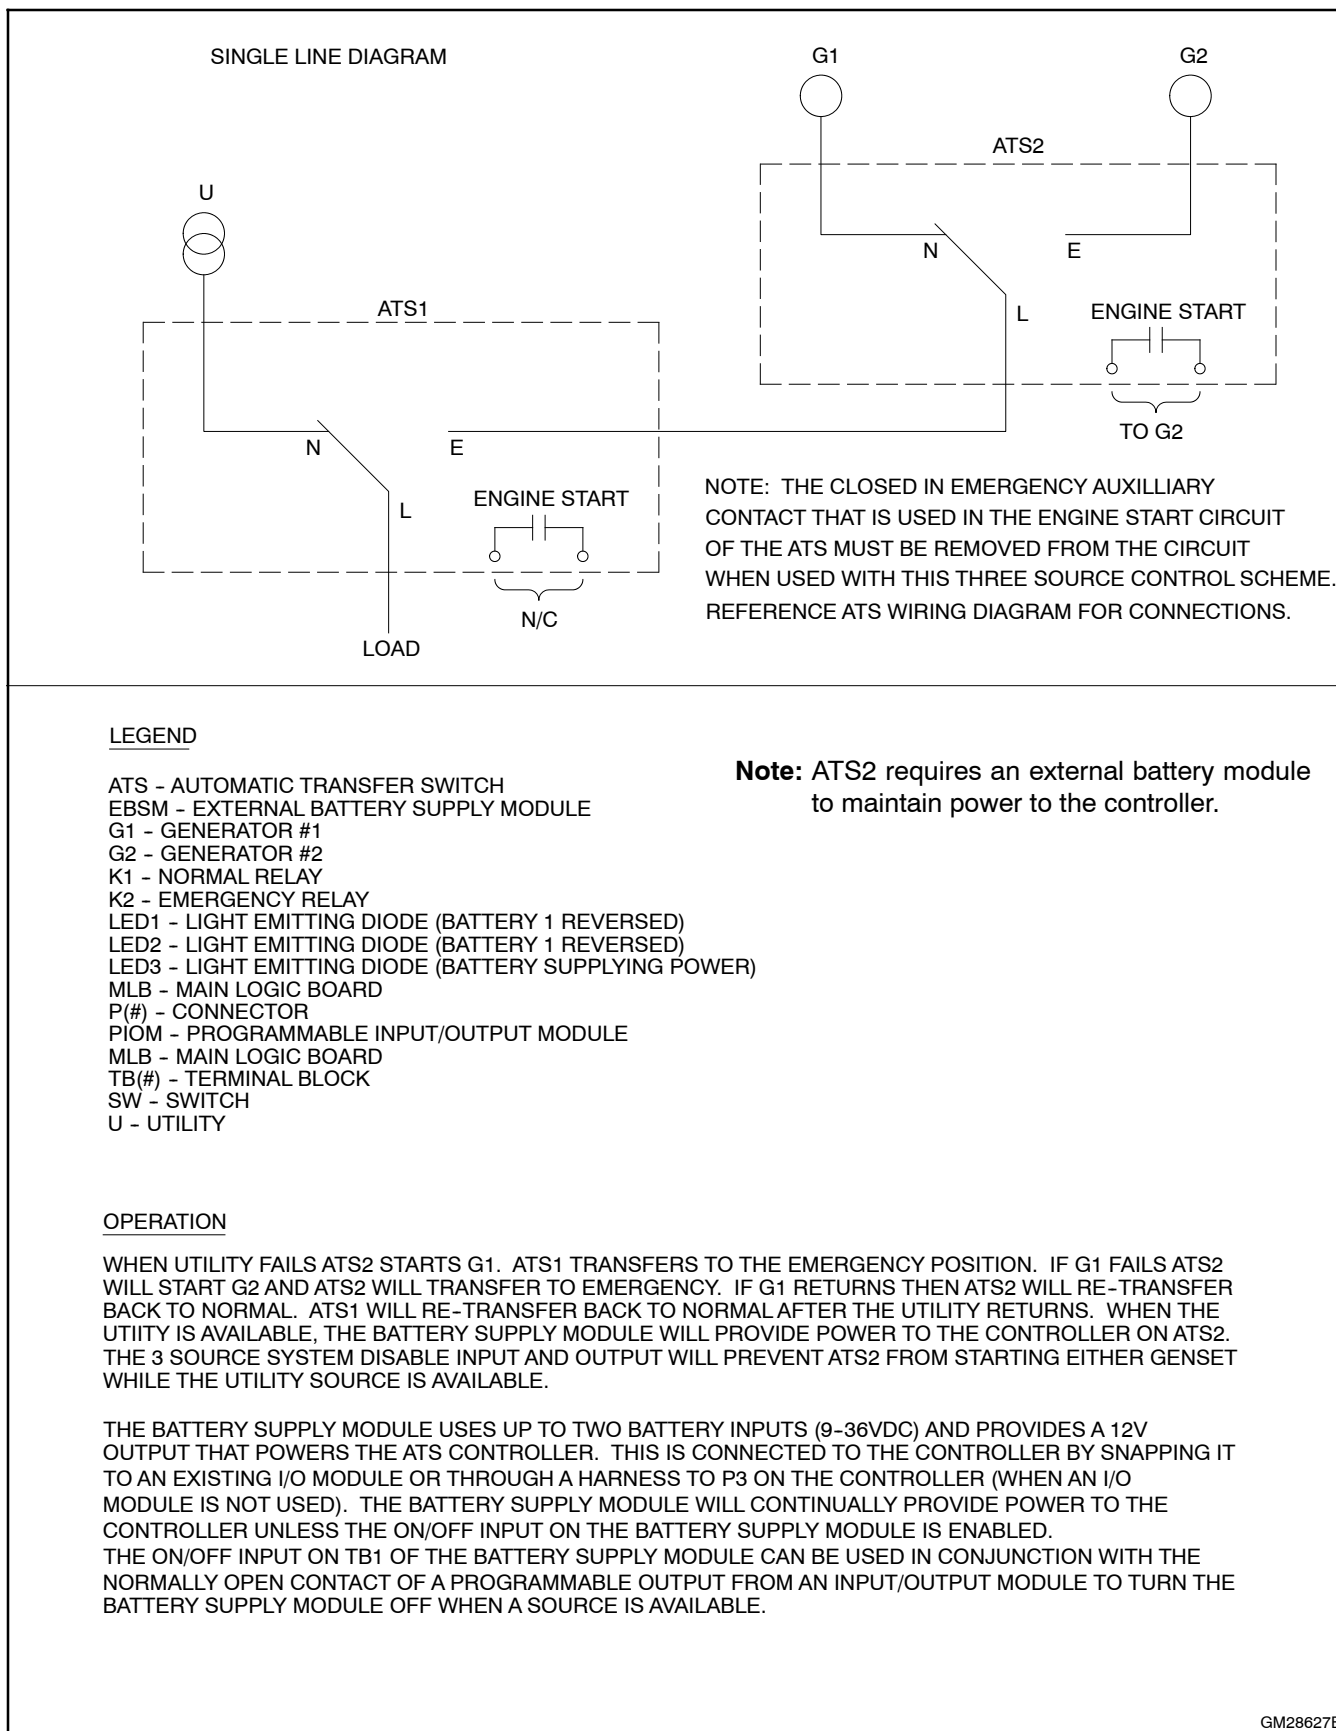 SINGLE LINE DIAGRAM
G1
G2
ATS2
U
N
E
ATS1
L
ENGINE START
TO G2
N
E
L
ENGINE START
N/C
LOAD
NOTE: THE CLOSED IN EMERGENCY AUXILLIARY
CONTACT THAT IS USED IN THE ENGINE START CIRCUIT
OF THE ATS MUST BE REMOVED FROM THE CIRCUIT
WHEN USED WITH THIS THREE SOURCE CONTROL SCHEME.
REFERENCE ATS WIRING DIAGRAM FOR CONNECTIONS.
LEGEND
ATS - AUTOMATIC TRANSFER SWITCH
EBSM - EXTERNAL BATTERY SUPPLY MODULE
G1 - GENERATOR #1
G2 - GENERATOR #2
K1 - NORMAL RELAY
K2 - EMERGENCY RELAY
LED1 - LIGHT EMITTING DIODE (BATTERY 1 REVERSED)
LED2 - LIGHT EMITTING DIODE (BATTERY 1 REVERSED)
LED3 - LIGHT EMITTING DIODE (BATTERY SUPPLYING POWER)
MLB - MAIN LOGIC BOARD
P(#) - CONNECTOR
PIOM - PROGRAMMABLE INPUT/OUTPUT MODULE
MLB - MAIN LOGIC BOARD
TB(#) - TERMINAL BLOCK
SW - SWITCH
U - UTILITY
Note: ATS2 requires an external battery module
to maintain power to the controller.
OPERATION
WHEN UTILITY FAILS ATS2 STARTS G1. ATS1 TRANSFERS TO THE EMERGENCY POSITION. IF G1 FAILS ATS2
WILL START G2 AND ATS2 WILL TRANSFER TO EMERGENCY. IF G1 RETURNS THEN ATS2 WILL RE-TRANSFER
BACK TO NORMAL. ATS1 WILL RE-TRANSFER BACK TO NORMAL AFTER THE UTILITY RETURNS. WHEN THE
UTIITY IS AVAILABLE, THE BATTERY SUPPLY MODULE WILL PROVIDE POWER TO THE CONTROLLER ON ATS2.
THE 3 SOURCE SYSTEM DISABLE INPUT AND OUTPUT WILL PREVENT ATS2 FROM STARTING EITHER GENSET
WHILE THE UTILITY SOURCE IS AVAILABLE.
THE BATTERY SUPPLY MODULE USES UP TO TWO BATTERY INPUTS (9-36VDC) AND PROVIDES A 12V
OUTPUT THAT POWERS THE ATS CONTROLLER. THIS IS CONNECTED TO THE CONTROLLER BY SNAPPING IT
TO AN EXISTING I/O MODULE OR THROUGH A HARNESS TO P3 ON THE CONTROLLER (WHEN AN I/O
MODULE IS NOT USED). THE BATTERY SUPPLY MODULE WILL CONTINUALLY PROVIDE POWER TO THE
CONTROLLER UNLESS THE ON/OFF INPUT ON THE BATTERY SUPPLY MODULE IS ENABLED.
THE ON/OFF INPUT ON TB1 OF THE BATTERY SUPPLY MODULE CAN BE USED IN CONJUNCTION WITH THE
NORMALLY OPEN CONTACT OF A PROGRAMMABLE OUTPUT FROM AN INPUT/OUTPUT MODULE TO TURN THE
BATTERY SUPPLY MODULE OFF WHEN A SOURCE IS AVAILABLE.
GM28627B